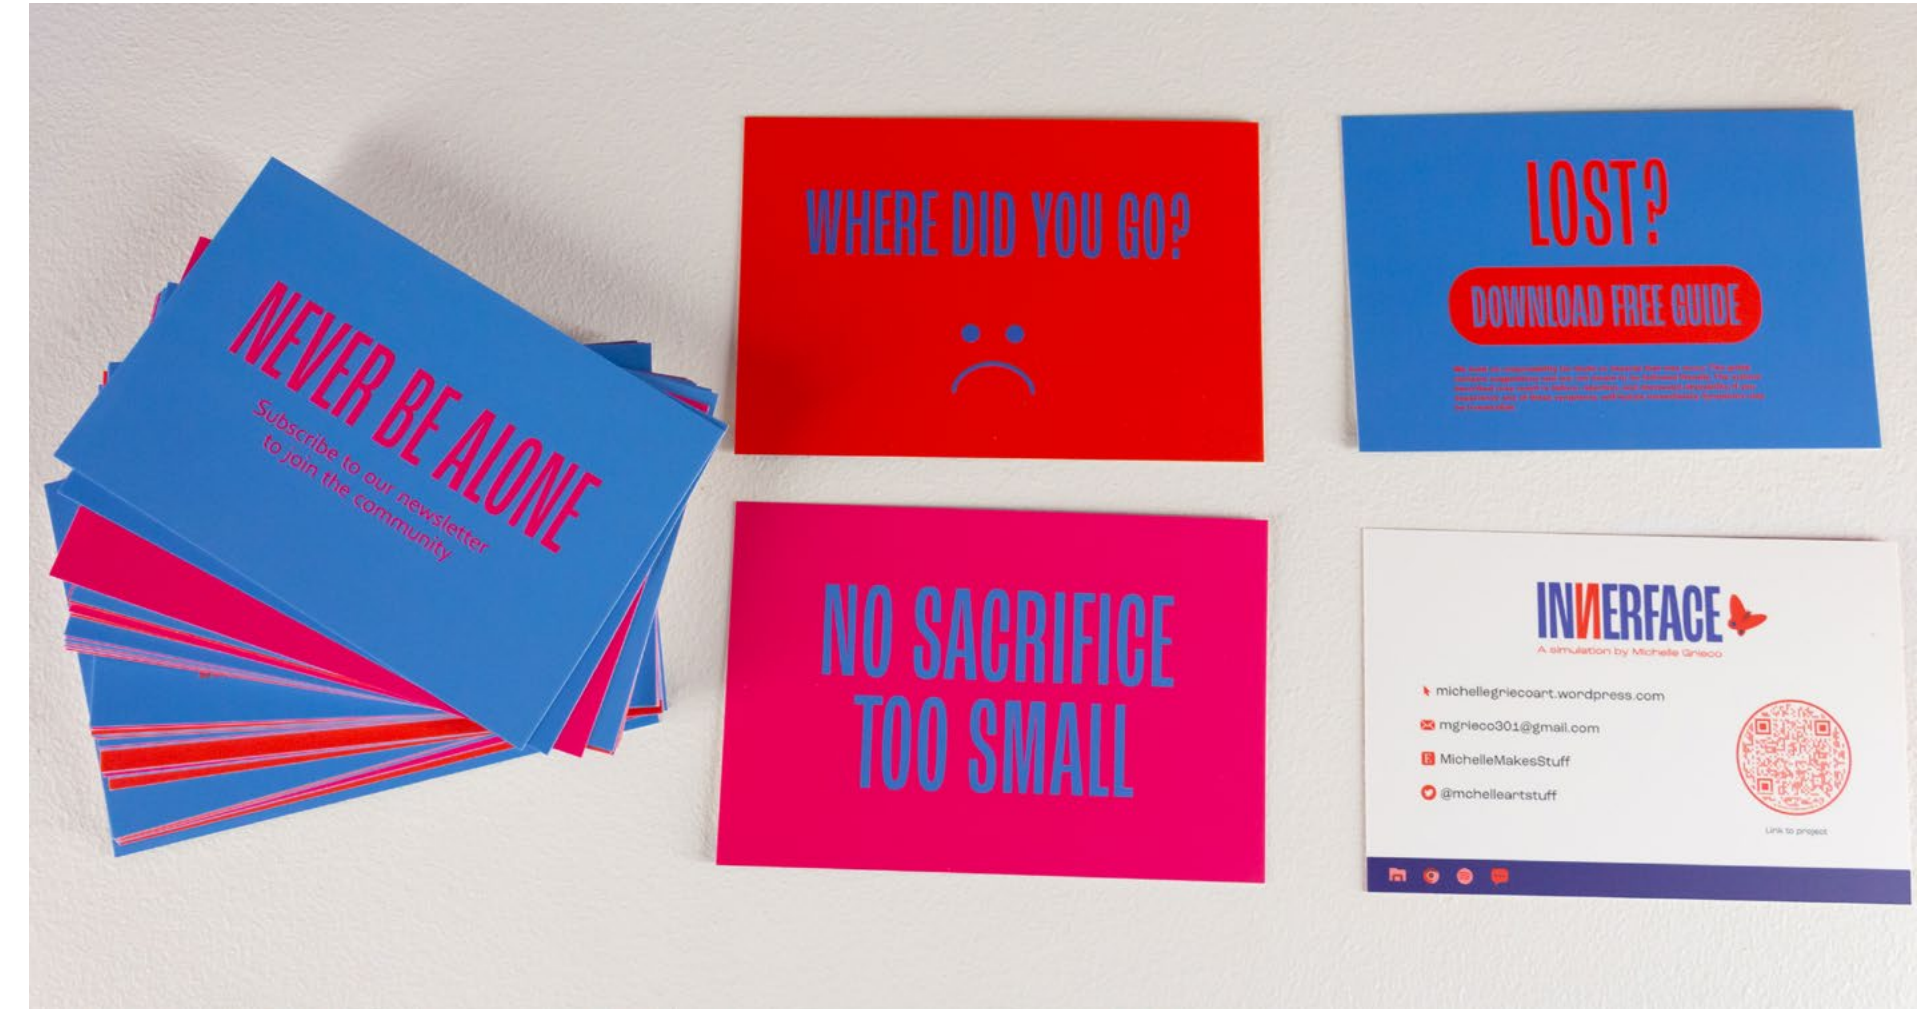 NEVER BE ALONE
Subscribe to our newsletter
to join the community
WHERE DID YOU GO?
NO SACRIFICE
TOO SMALL
LOST?
DOWNLOAD FREE GUIDE
INИERFACE
A simulation by Michelle Grieco
michellegriecoart.wordpress.com
mgrieco301@gmail.com
MichelleMakesStuff
@mchelleartstuff
Link to project